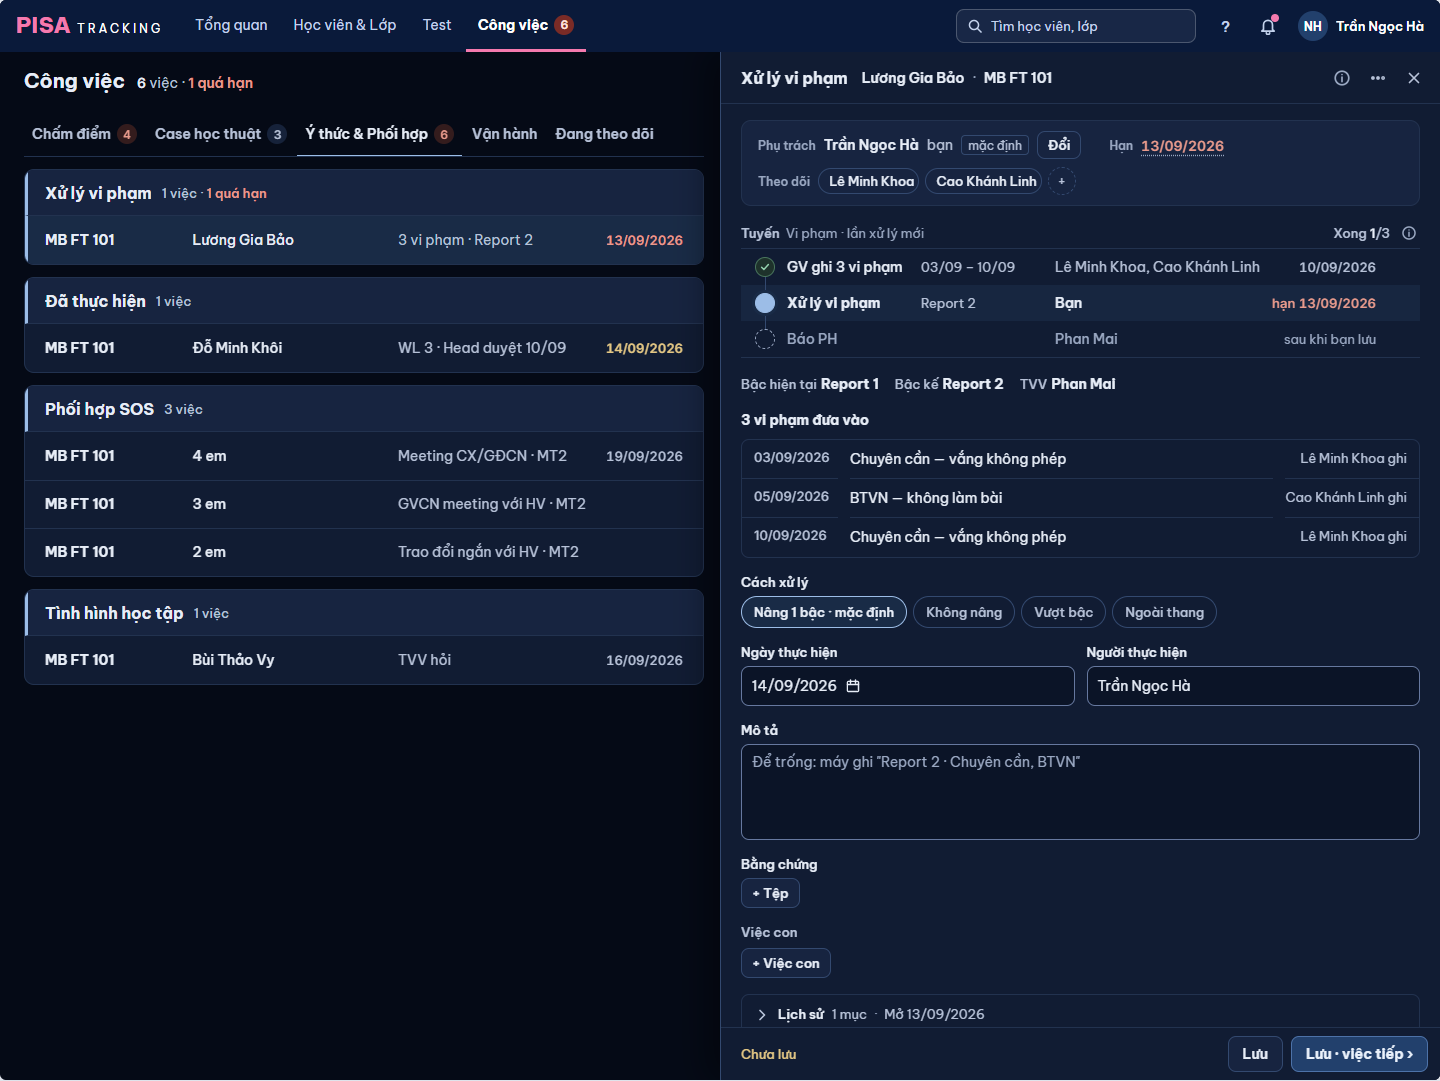 PISA TRACKING Tổng quan Học viên & Lớp Test Công việc 6 Tìm học viên, lớp ? NH Trần Ngọc Hà
Công việc 6 việc · 1 quá hạn
Chấm điểm 4 Case học thuật 3 Ý thức & Phối hợp 6 Vận hành Đang theo dõi
Xử lý vi phạm 1 việc · 1 quá hạn
MB FT 101 Lương Gia Bảo 3 vi phạm · Report 2 13/09/2026
Đã thực hiện 1 việc
MB FT 101 Đỗ Minh Khôi WL 3 · Head duyệt 10/09 14/09/2026
Phối hợp SOS 3 việc
MB FT 101 4 em Meeting CX/GĐCN · MT2 19/09/2026
MB FT 101 3 em GVCN meeting với HV · MT2
MB FT 101 2 em Trao đổi ngắn với HV · MT2
Tình hình học tập 1 việc
MB FT 101 Bùi Thảo Vy TVV hỏi 16/09/2026
Xử lý vi phạm Lương Gia Bảo · MB FT 101
Phụ trách Trần Ngọc Hà bạn mặc định Đổi Hạn 13/09/2026
Theo dõi Lê Minh Khoa Cao Khánh Linh +
Tuyến Vi phạm · lần xử lý mới Xong 1/3
GV ghi 3 vi phạm 03/09 – 10/09 Lê Minh Khoa, Cao Khánh Linh 10/09/2026
Xử lý vi phạm Report 2 Bạn hạn 13/09/2026
Báo PH Phan Mai sau khi bạn lưu
Bậc hiện tại Report 1 Bậc kế Report 2 TVV Phan Mai
3 vi phạm đưa vào
03/09/2026 Chuyên cần — vắng không phép Lê Minh Khoa ghi
05/09/2026 BTVN — không làm bài Cao Khánh Linh ghi
10/09/2026 Chuyên cần — vắng không phép Lê Minh Khoa ghi
Cách xử lý
Nâng 1 bậc · mặc định Không nâng Vượt bậc Ngoài thang
Ngày thực hiện Người thực hiện
14/09/2026 Trần Ngọc Hà
Mô tả
Để trống: máy ghi "Report 2 · Chuyên cần, BTVN"
Bằng chứng
+ Tệp
Việc con
+ Việc con
Lịch sử 1 mục · Mở 13/09/2026
Chưa lưu Lưu Lưu · việc tiếp ›